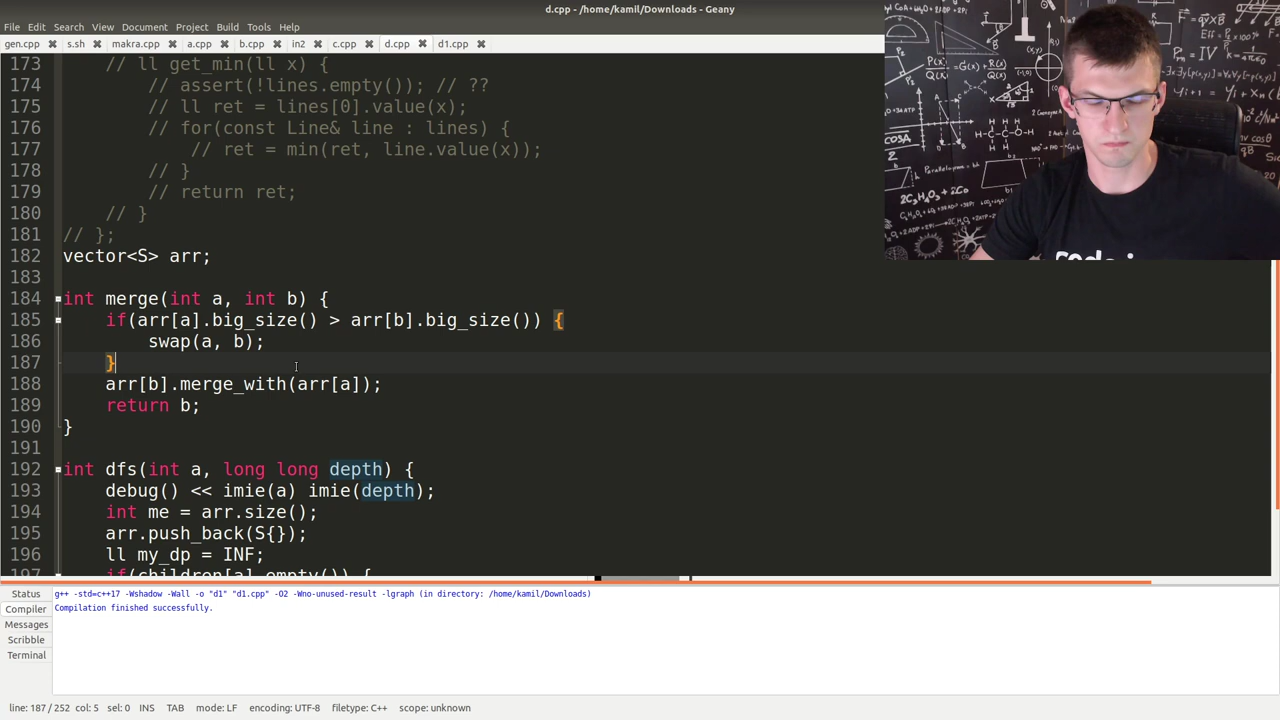 d.cpp - /home/kamil/Downloads - Geany
File Edit Search View Document Project Build Tools Help
gen.cpp s.sh makra.cpp a.cpp b.cpp in2 c.cpp d.cpp d1.cpp
173 // ll get_min(ll x) {
174 // assert(!lines.empty()); // ??
175 // ll ret = lines[0].value(x);
176 // for(const Line& line : lines) {
177 // ret = min(ret, line.value(x));
178 // }
179 // return ret;
180 // }
181 // };
182 vector<S> arr;
183
184 int merge(int a, int b) {
185 if(arr[a].big_size() > arr[b].big_size()) {
186 swap(a, b);
187 }
188 arr[b].merge_with(arr[a]);
189 return b;
190 }
191
192 int dfs(int a, long long depth) {
193 debug() << imie(a) imie(depth);
194 int me = arr.size();
195 arr.push_back(S{});
196 ll my_dp = INF;
197 if(children[a].empty()) {
Status
Compiler
Messages
Scribble
Terminal
g++ -std=c++17 -Wshadow -Wall -o "d1" "d1.cpp" -O2 -Wno-unused-result -lgraph (in directory: /home/kamil/Downloads)
Compilation finished successfully.
line: 187 / 252 col: 5 sel: 0 INS TAB mode: LF encoding: UTF-8 filetype: C++ scope: unknown